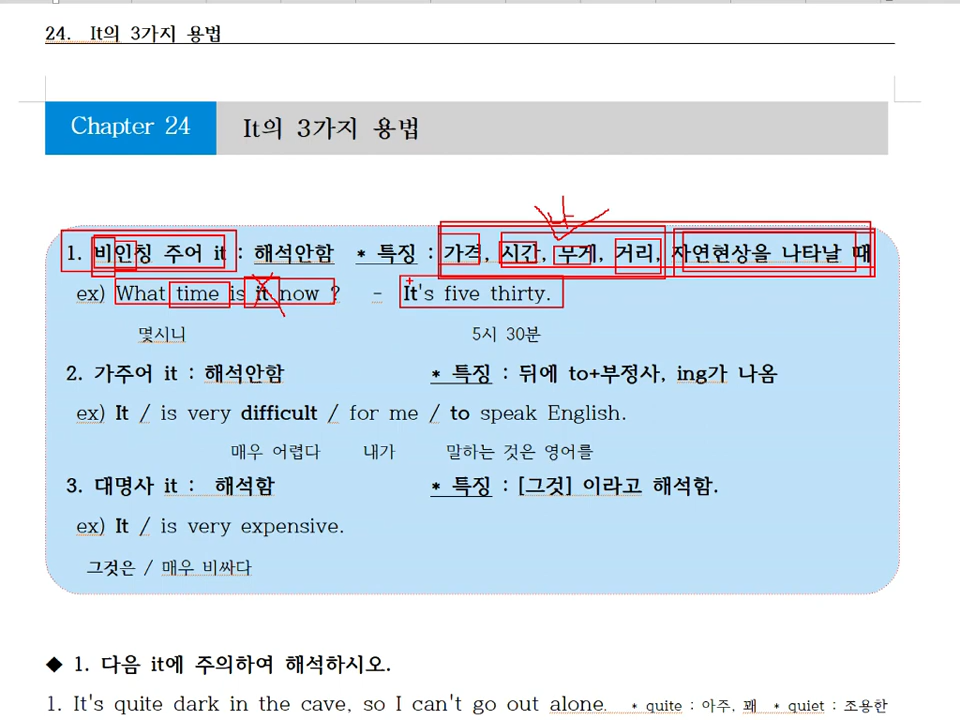 24. It의 3가지 용법
Chapter 24 It의 3가지 용법
1. 비인칭 주어 it : 해석안함 * 특징 : 가격, 시간, 무게, 거리, 자연현상을 나타날 때
ex) What time is it now ? - It's five thirty.
몇시니 5시 30분
2. 가주어 it : 해석안함 * 특징 : 뒤에 to+부정사, ing가 나옴
ex) It / is very difficult / for me / to speak English.
매우 어렵다 내가 말하는 것은 영어를
3. 대명사 it : 해석함 * 특징 : [그것] 이라고 해석함.
ex) It / is very expensive.
그것은 / 매우 비싸다
◆ 1. 다음 it에 주의하여 해석하시오.
1. It's quite dark in the cave, so I can't go out alone. * quite : 아주, 꽤 * quiet : 조용한